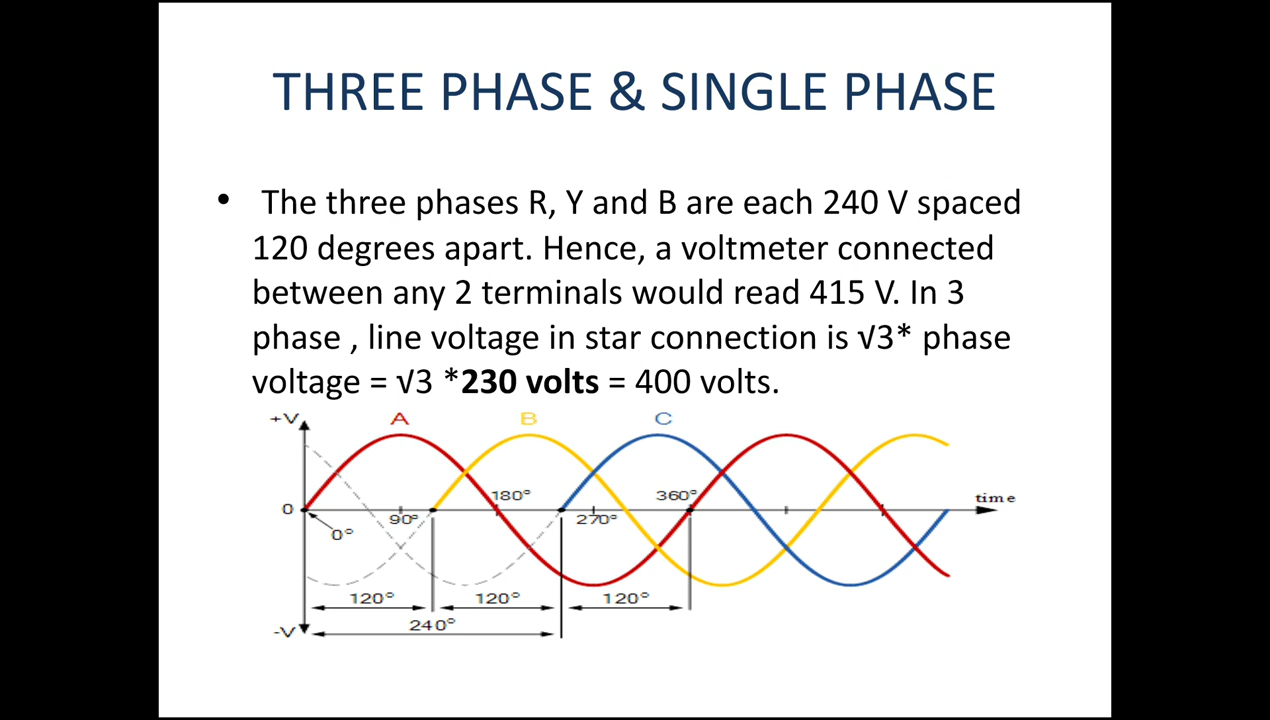 THREE PHASE & SINGLE PHASE
• The three phases R, Y and B are each 240 V spaced
120 degrees apart. Hence, a voltmeter connected
between any 2 terminals would read 415 V. In 3
phase , line voltage in star connection is √3* phase
voltage = √3 *230 volts = 400 volts.
+V A B C
180° 360° time
0 90° 270°
0°
120° 120° 120°
240°
-V